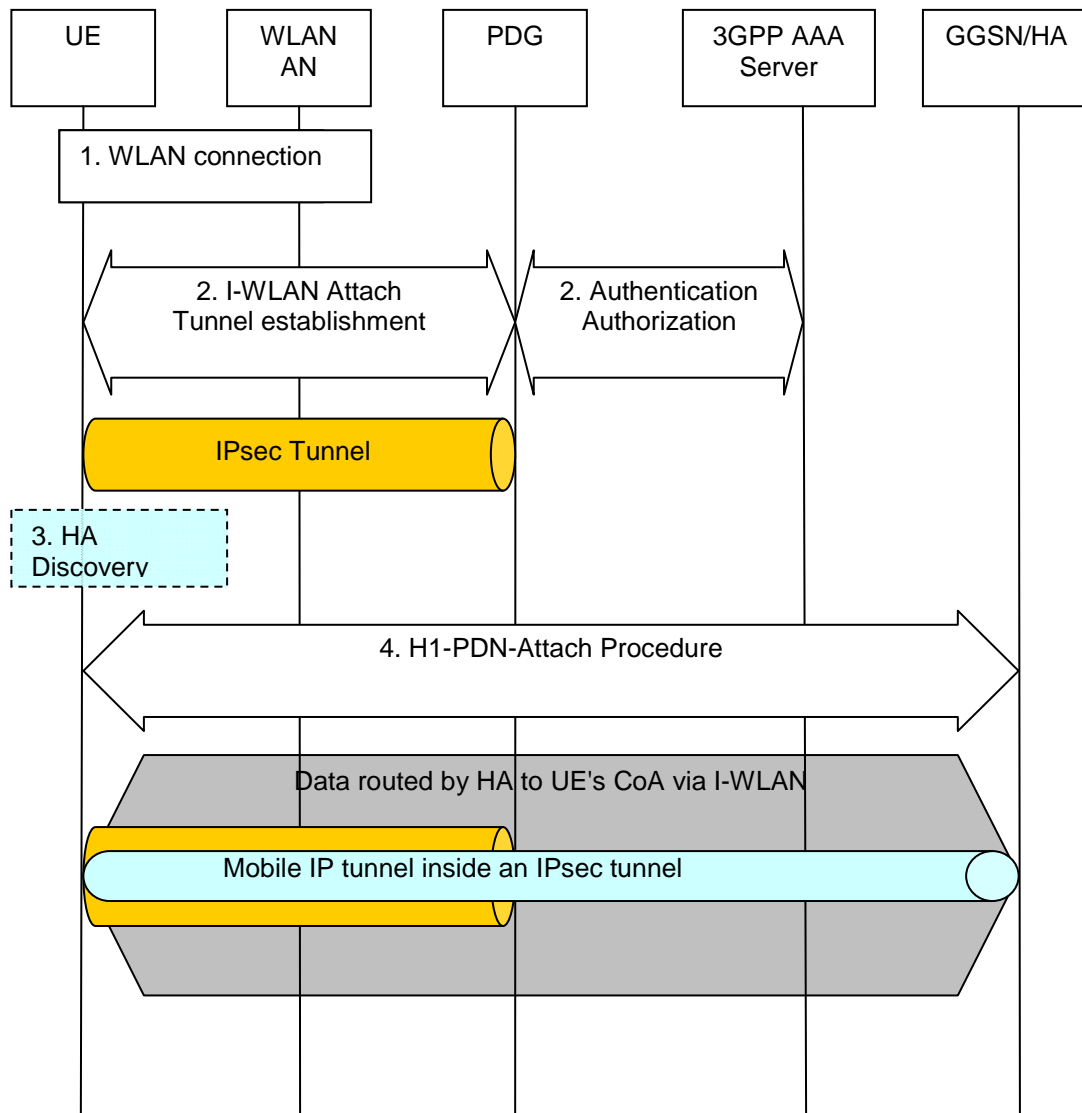 UE
WLAN
AN
PDG
3GPP AAA
Server
GGSN/HA
1. WLAN connection
2. I-WLAN Attach
Tunnel establishment
2. Authentication
Authorization
IPsec Tunnel
3. HA
Discovery
4. H1-PDN-Attach Procedure
Data routed by HA to UE's CoA via I-WLAN
Mobile IP tunnel inside an IPsec tunnel